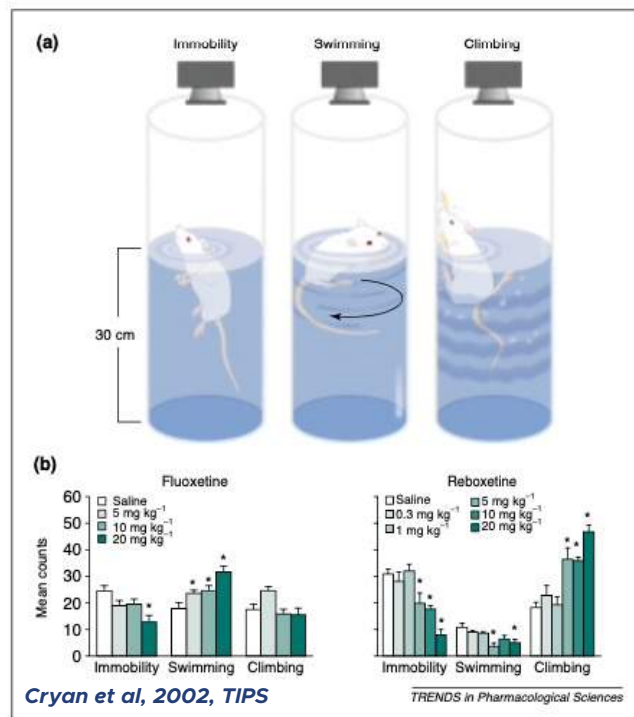 (a)
Immobility Swimming Climbing
30 cm
(b)
Fluoxetine
Saline
5 mg kg⁻¹
10 mg kg⁻¹
20 mg kg⁻¹
Mean counts
60
50
40
30
20
10
0
* * * * *
Immobility Swimming Climbing
Reboxetine
Saline
0.3 mg kg⁻¹
1 mg kg⁻¹
5 mg kg⁻¹
10 mg kg⁻¹
20 mg kg⁻¹
* * * * * * * *
Immobility Swimming Climbing
Cryan et al, 2002, TIPS
TRENDS in Pharmacological Sciences